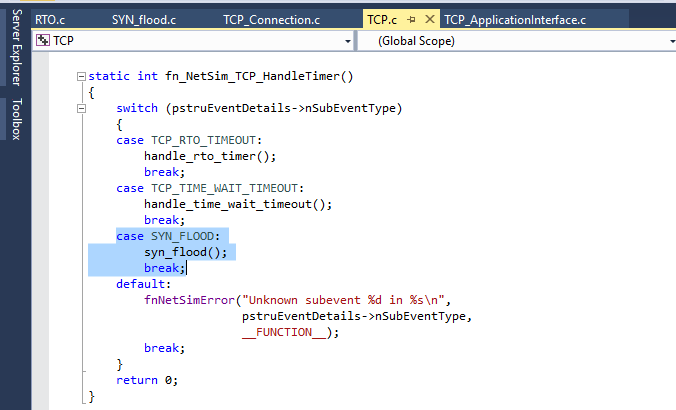 RTO.c SYN_flood.c TCP_Connection.c TCP.c TCP_ApplicationInterface.c
Server Explorer
Toolbox
TCP (Global Scope)
static int fn_NetSim_TCP_HandleTimer()
{
switch (pstruEventDetails->nSubEventType)
{
case TCP_RTO_TIMEOUT:
handle_rto_timer();
break;
case TCP_TIME_WAIT_TIMEOUT:
handle_time_wait_timeout();
break;
case SYN_FLOOD:
syn_flood();
break;
default:
fnNetSimError("Unknown subevent %d in %s\n",
pstruEventDetails->nSubEventType,
__FUNCTION__);
break;
}
return 0;
}